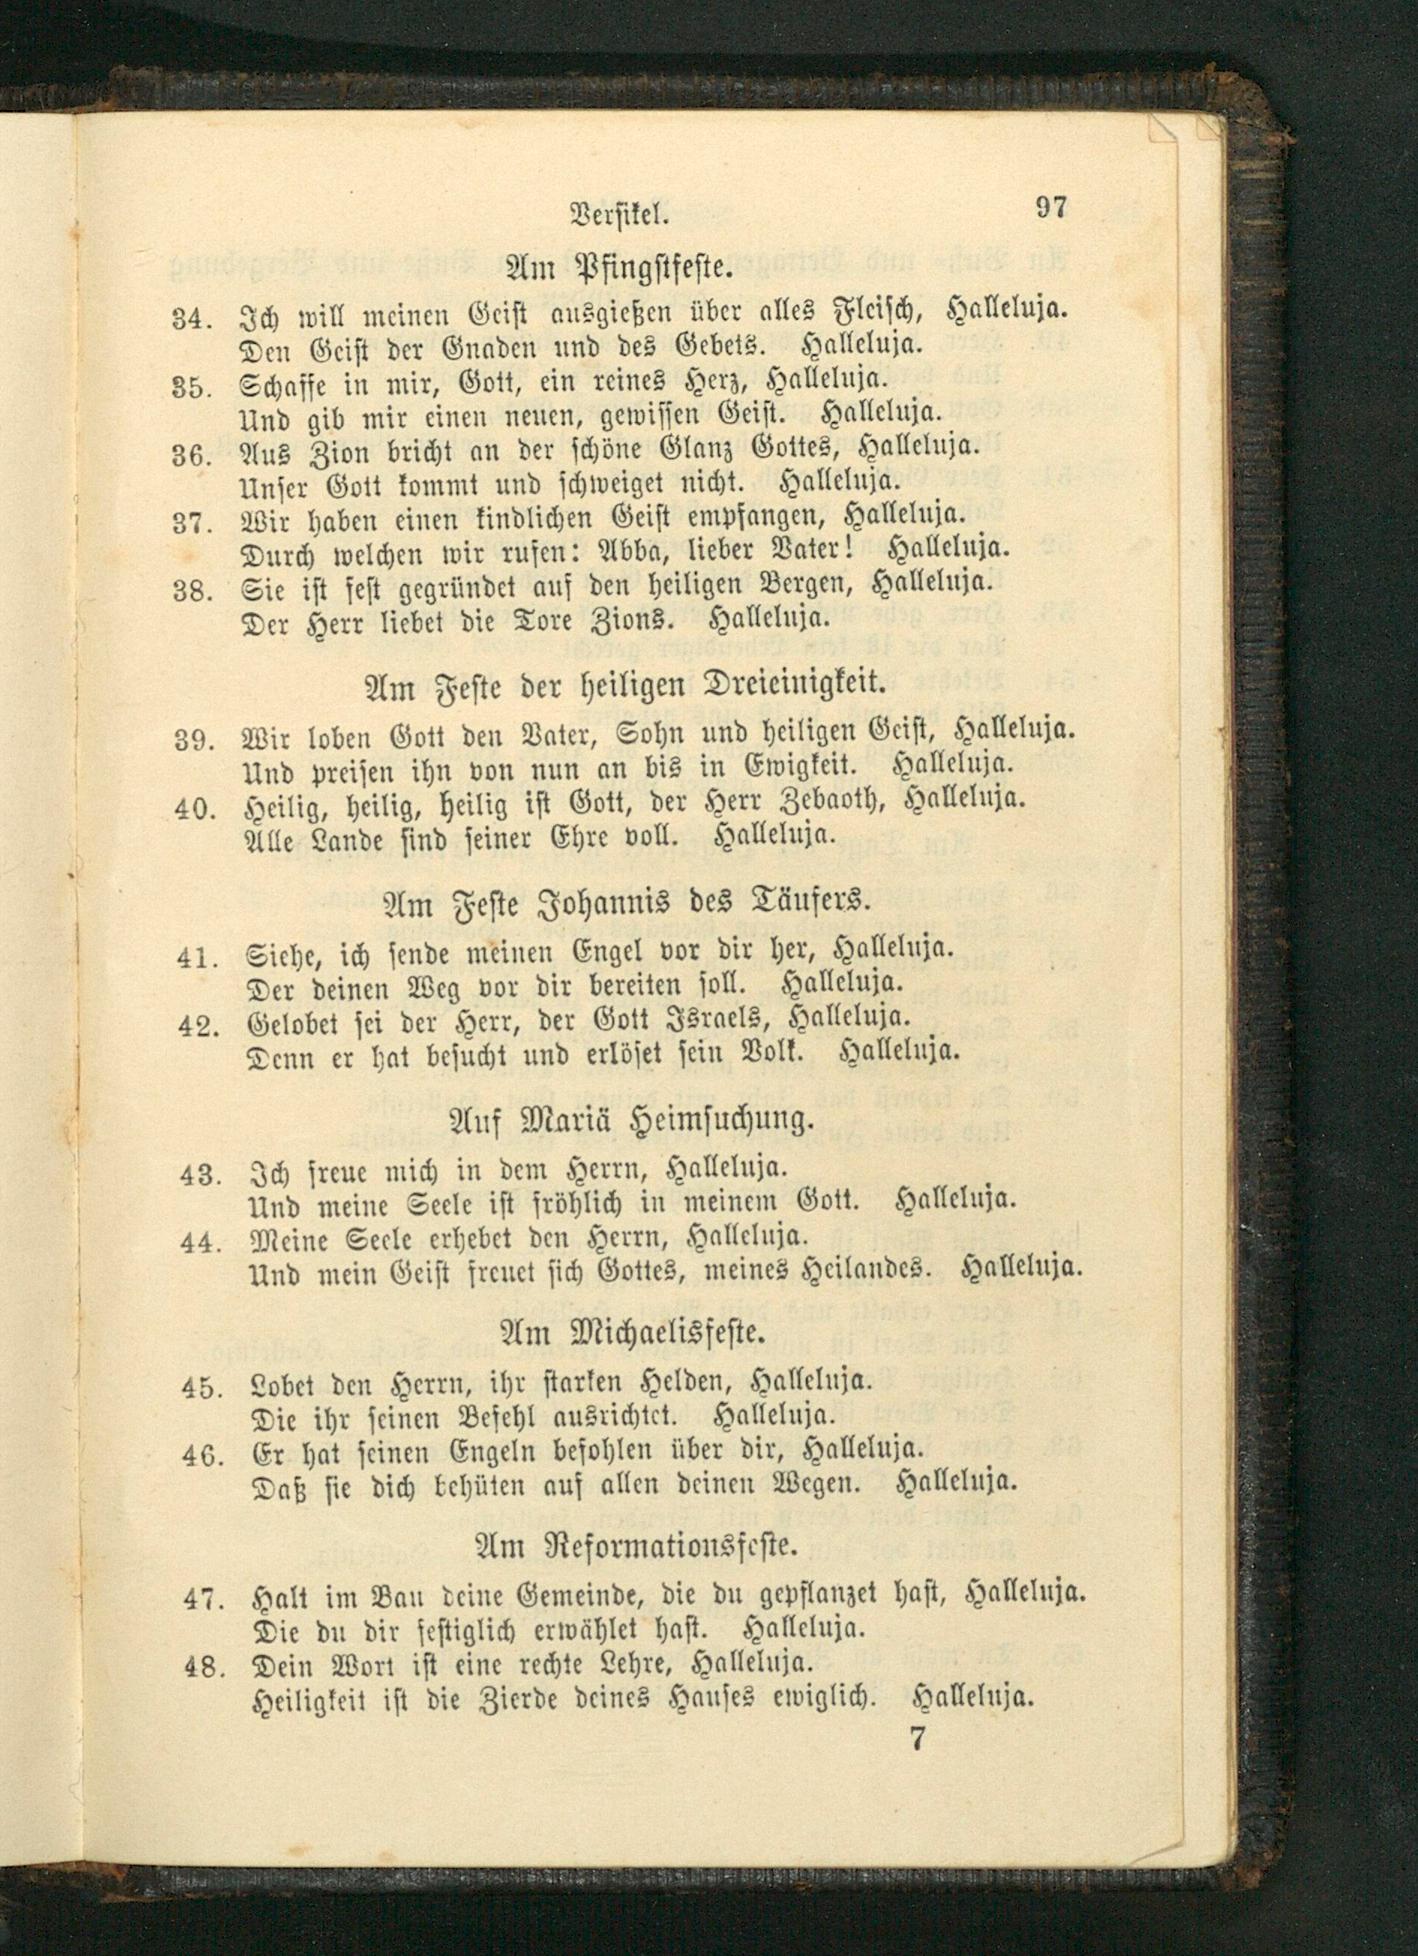 Versikel. 97
Am Pfingstfeste.
34. Ich will meinen Geist ausgießen über alles Fleisch, Halleluja.
Den Geist der Gnaden und des Gebets. Halleluja.
35. Schaffe in mir, Gott, ein reines Herz, Halleluja.
Und gib mir einen neuen, gewissen Geist. Halleluja.
36. Aus Zion bricht an der schöne Glanz Gottes, Halleluja.
Unser Gott kommt und schweiget nicht. Halleluja.
37. Wir haben einen kindlichen Geist empfangen, Halleluja.
Durch welchen wir rufen: Abba, lieber Vater! Halleluja.
38. Sie ist fest gegründet auf den heiligen Bergen, Halleluja.
Der Herr liebet die Tore Zions. Halleluja.
Am Feste der heiligen Dreieinigkeit.
39. Wir loben Gott den Vater, Sohn und heiligen Geist, Halleluja.
Und preisen ihn von nun an bis in Ewigkeit. Halleluja.
40. Heilig, heilig, heilig ist Gott, der Herr Zebaoth, Halleluja.
Alle Lande sind seiner Ehre voll. Halleluja.
Am Feste Johannis des Täufers.
41. Siehe, ich sende meinen Engel vor dir her, Halleluja.
Der deinen Weg vor dir bereiten soll. Halleluja.
42. Gelobet sei der Herr, der Gott Israels, Halleluja.
Denn er hat besucht und erlöset sein Volk. Halleluja.
Auf Mariä Heimsuchung.
43. Ich freue mich in dem Herrn, Halleluja.
Und meine Seele ist fröhlich in meinem Gott. Halleluja.
44. Meine Seele erhebet den Herrn, Halleluja.
Und mein Geist freuet sich Gottes, meines Heilandes. Halleluja.
Am Michaelisfeste.
45. Lobet den Herrn, ihr starken Helden, Halleluja.
Die ihr seinen Befehl ausrichtet. Halleluja.
46. Er hat seinen Engeln befohlen über dir, Halleluja.
Daß sie dich behüten auf allen deinen Wegen. Halleluja.
Am Reformationsfeste.
47. Halt im Bau deine Gemeinde, die du gepflanzet hast, Halleluja.
Die du dir festiglich erwählet hast. Halleluja.
48. Dein Wort ist eine rechte Lehre, Halleluja.
Heiligkeit ist die Zierde deines Hauses ewiglich. Halleluja.
7